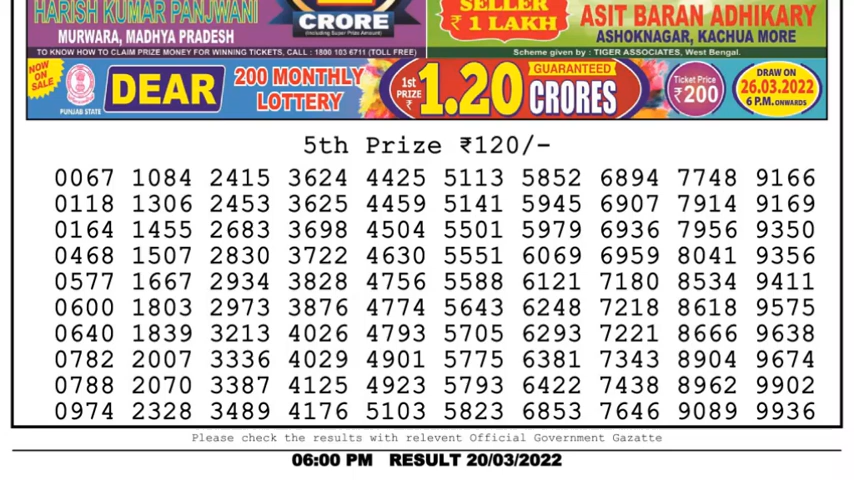 HARISH KUMAR PANJWANI
MURWARA, MADHYA PRADESH
CRORE
(Including Super Prize Amount)
SELLER
₹ 1 LAKH
ASIT BARAN ADHIKARY
ASHOKNAGAR, KACHUA MORE
TO KNOW HOW TO CLAIM PRIZE MONEY FOR WINNING TICKETS, CALL : 1800 103 6711 (TOLL FREE)
Scheme given by : TIGER ASSOCIATES, West Bengal.
NOW ON SALE
PUNJAB STATE
DEAR
200 MONTHLY
LOTTERY
1st PRIZE ₹
1.20
GUARANTEED
CRORES
Ticket Price
₹200
DRAW ON
26.03.2022
6 P.M. ONWARDS
5th Prize ₹120/-
0067 1084 2415 3624 4425 5113 5852 6894 7748 9166
0118 1306 2453 3625 4459 5141 5945 6907 7914 9169
0164 1455 2683 3698 4504 5501 5979 6936 7956 9350
0468 1507 2830 3722 4630 5551 6069 6959 8041 9356
0577 1667 2934 3828 4756 5588 6121 7180 8534 9411
0600 1803 2973 3876 4774 5643 6248 7218 8618 9575
0640 1839 3213 4026 4793 5705 6293 7221 8666 9638
0782 2007 3336 4029 4901 5775 6381 7343 8904 9674
0788 2070 3387 4125 4923 5793 6422 7438 8962 9902
0974 2328 3489 4176 5103 5823 6853 7646 9089 9936
Please check the results with relevent Official Government Gazatte
06:00 PM RESULT 20/03/2022